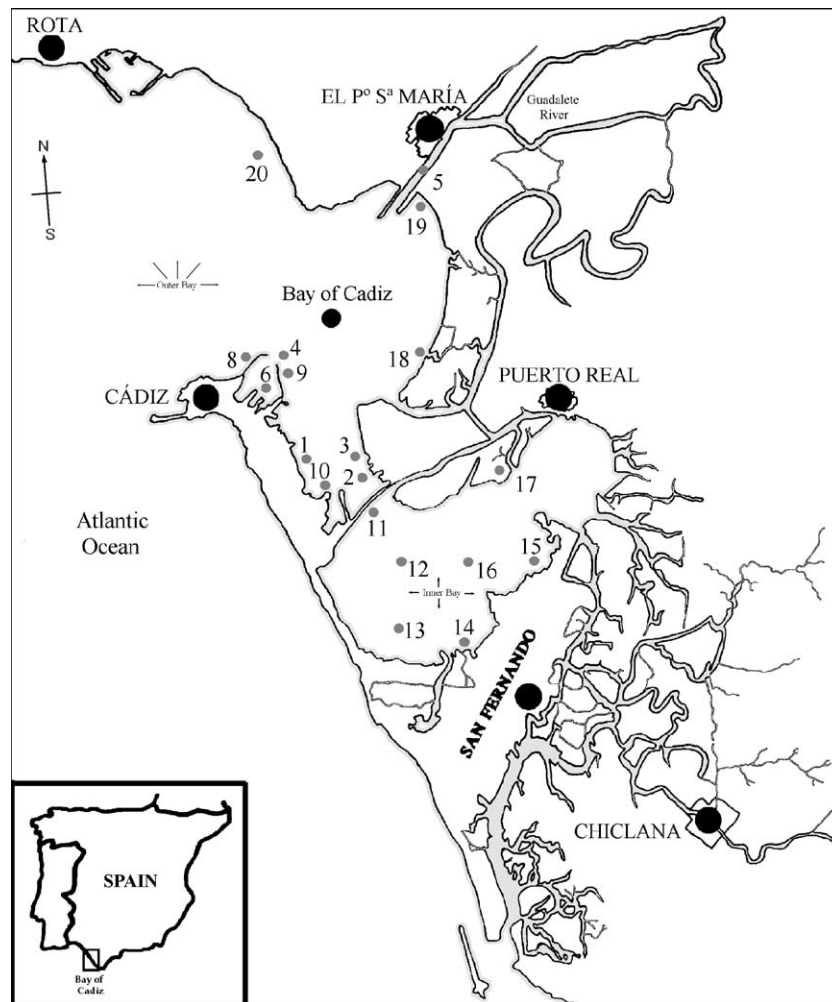 ROTA
EL Pº Sª MARÍA
Guadalete
River
N
S
20
5
19
Outer Bay
Bay of Cadiz
8
4
18
9
6
CÁDIZ
PUERTO REAL
1
3
10
2
17
11
Atlantic
Ocean
12
16
15
Inner Bay
13
14
SAN FERNANDO
CHICLANA
SPAIN
Bay of
Cadiz